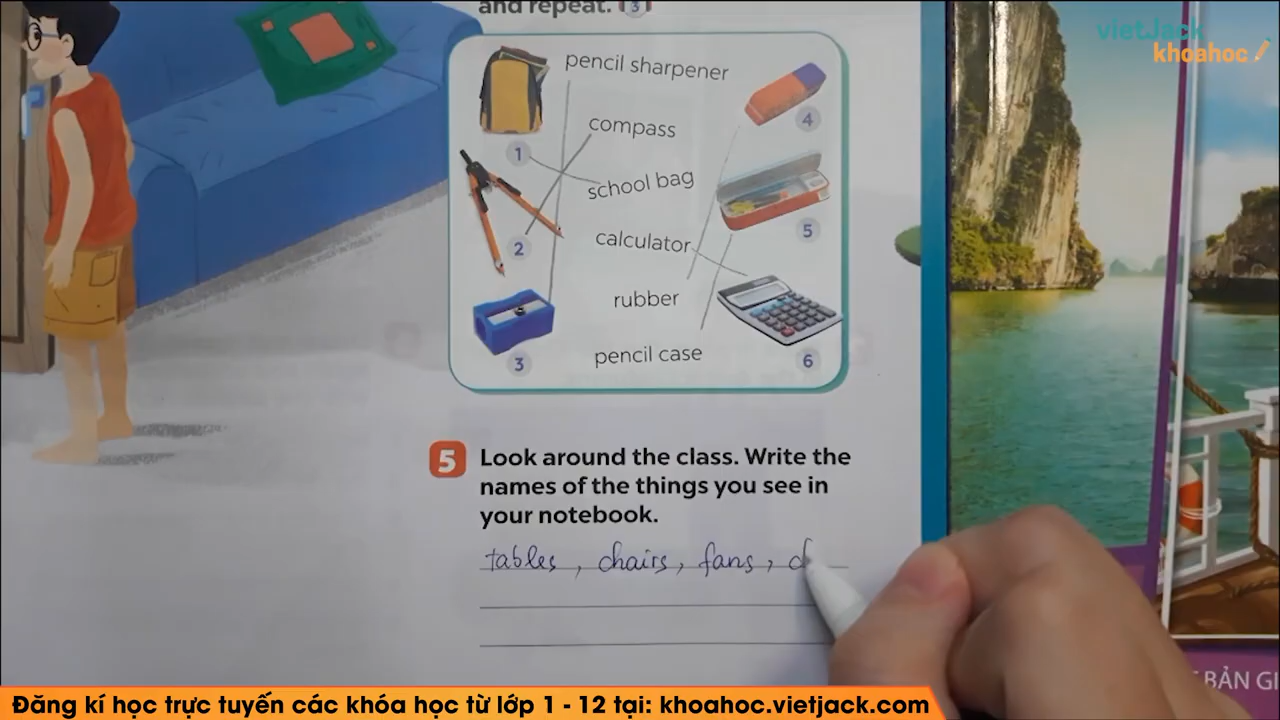 and repeat.
vietJack
khoahoc
pencil sharpener
compass
1
4
school bag
2
calculator
5
rubber
3
pencil case
6
5 Look around the class. Write the
names of the things you see in
your notebook.
tables, chairs, fans,
BẢN GI
Đăng kí học trực tuyến các khóa học từ lớp 1 - 12 tại: khoahoc.vietjack.com